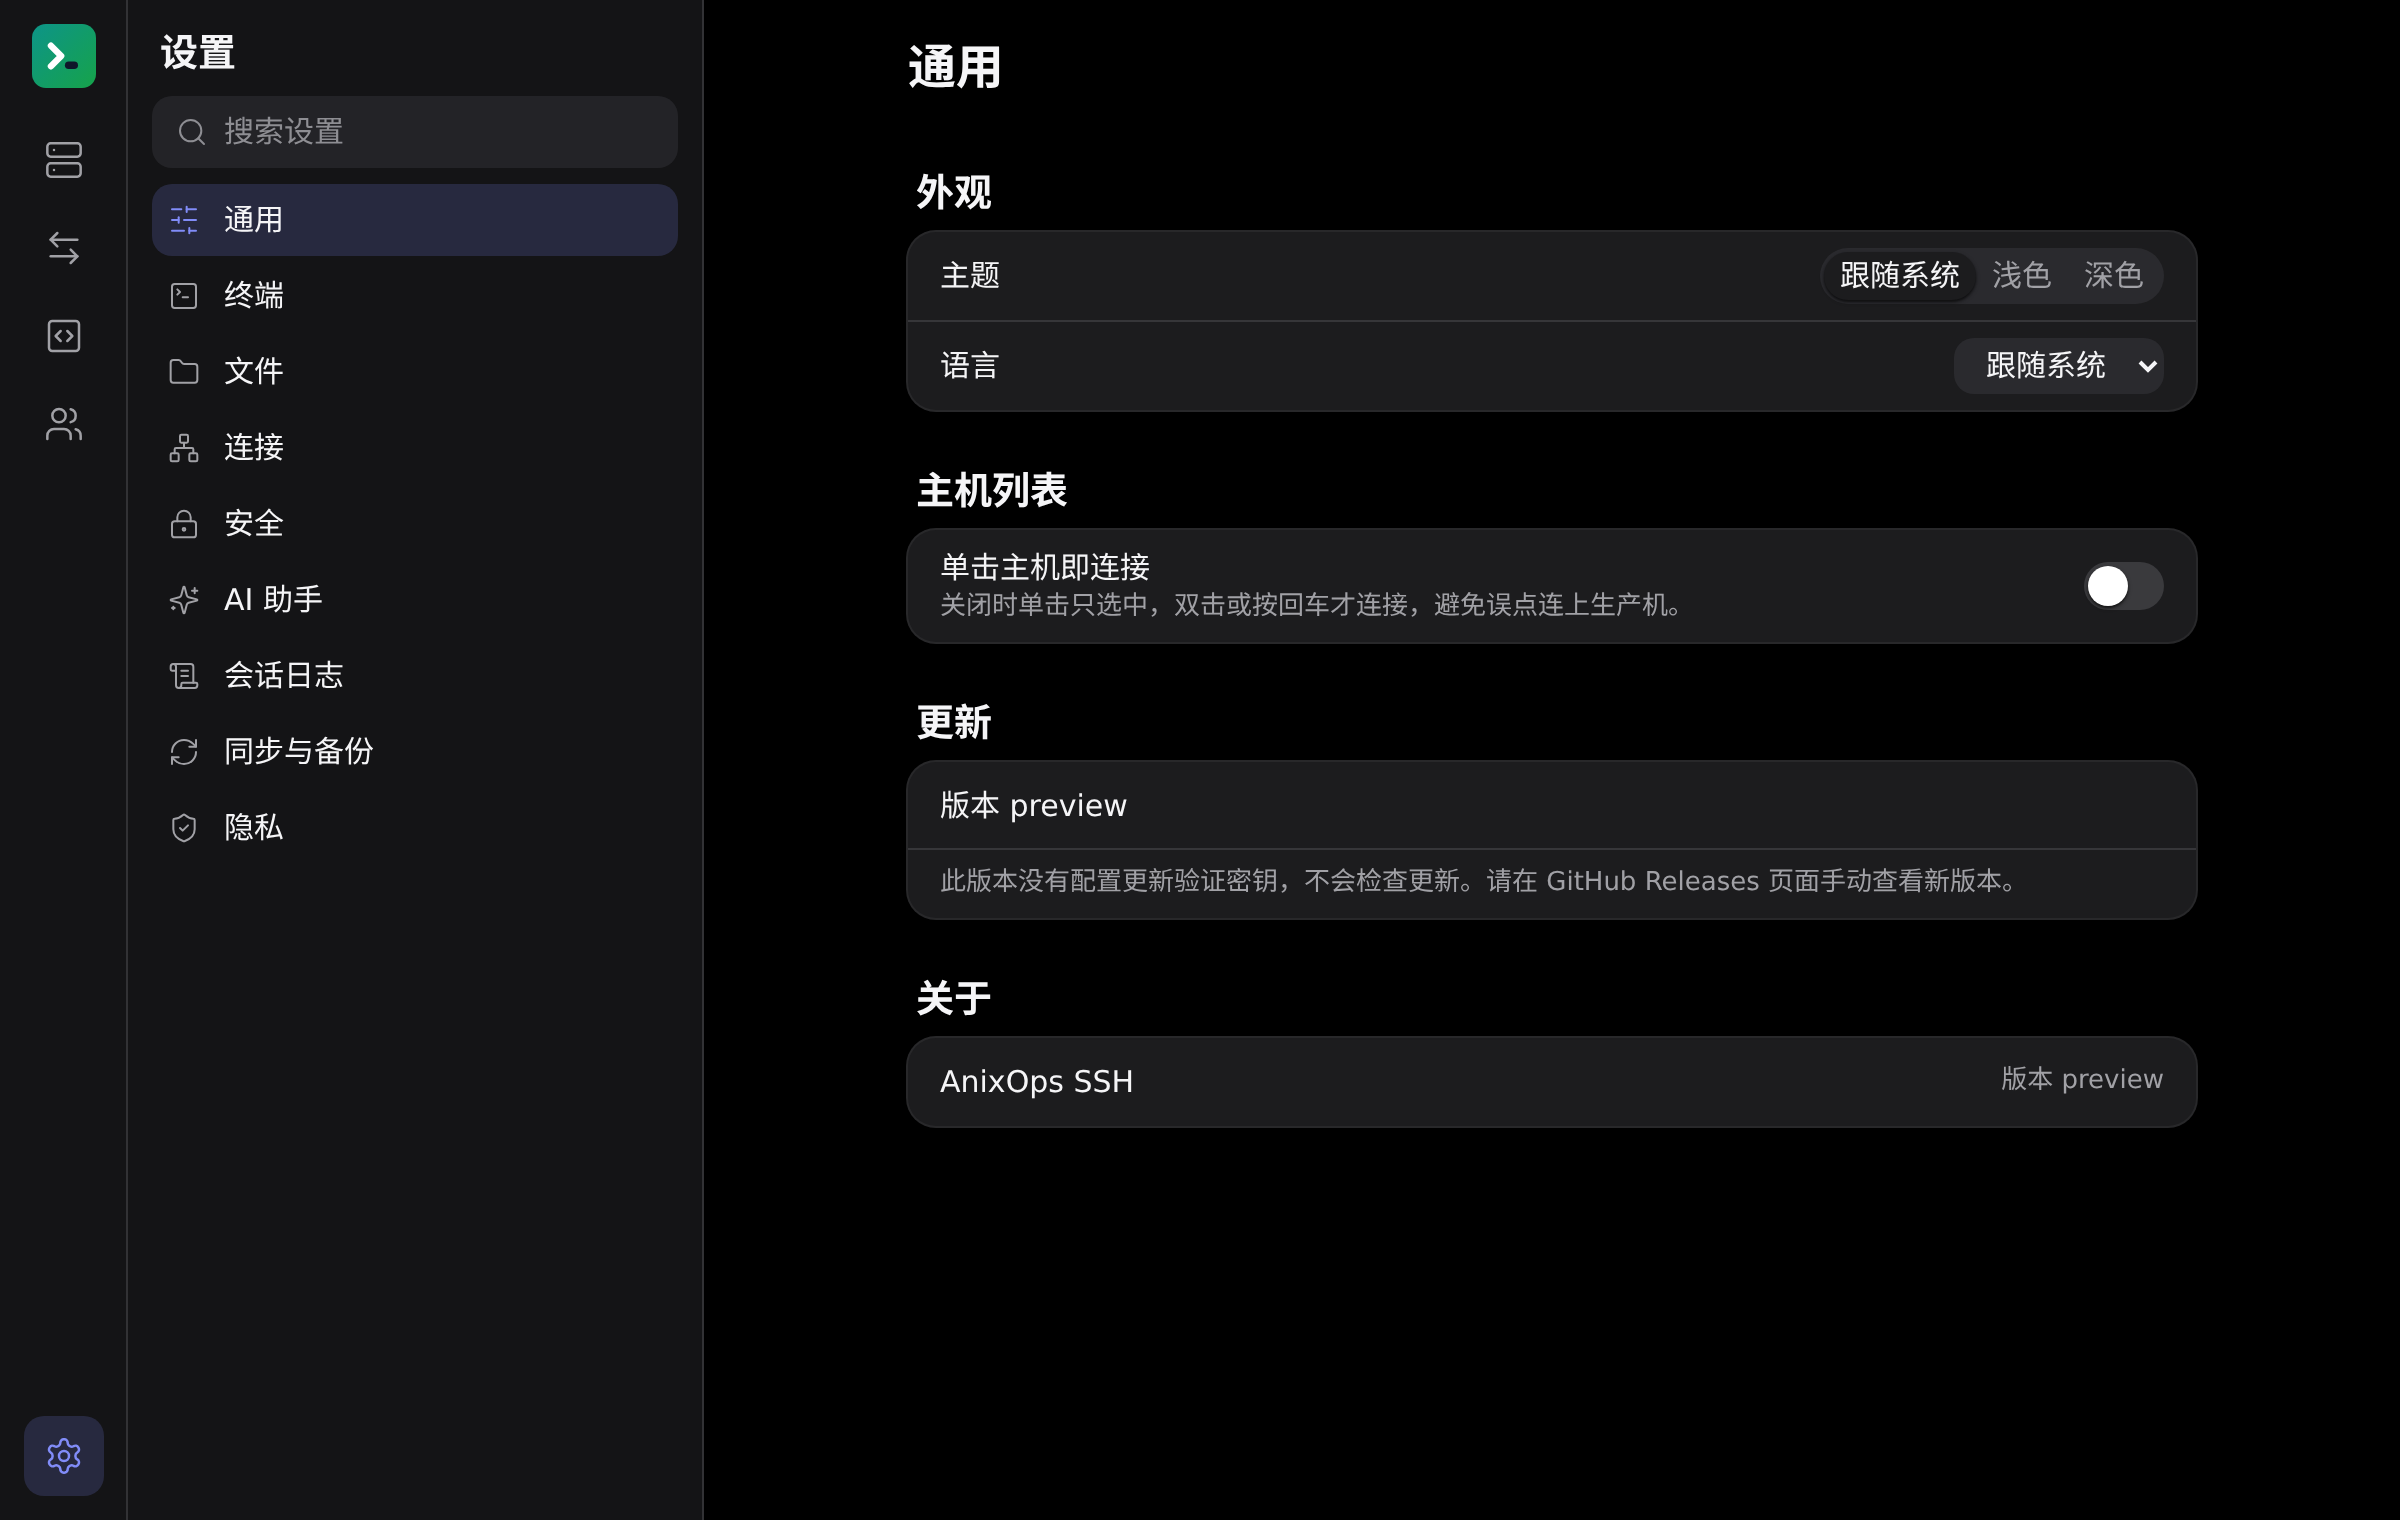 设置
搜索设置
通用
终端
文件
连接
安全
AI 助手
会话日志
同步与备份
隐私
通用
外观
主题
跟随系统 浅色 深色
语言
跟随系统
主机列表
单击主机即连接
关闭时单击只选中，双击或按回车才连接，避免误点连上生产机。
更新
版本 preview
此版本没有配置更新验证密钥，不会检查更新。请在 GitHub Releases 页面手动查看新版本。
关于
AnixOps SSH
版本 preview